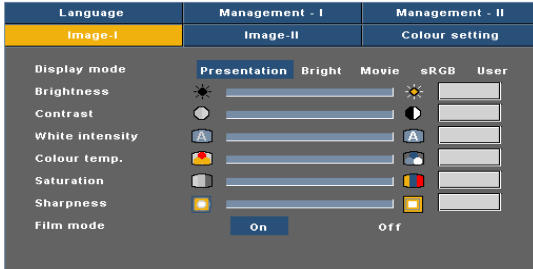 Language Management - I Management - II
Image-I Image-II Colour setting
Display mode Presentation Bright Movie sRGB User
Brightness
Contrast
White intensity A A
Colour temp.
Saturation
Sharpness
Film mode On Off